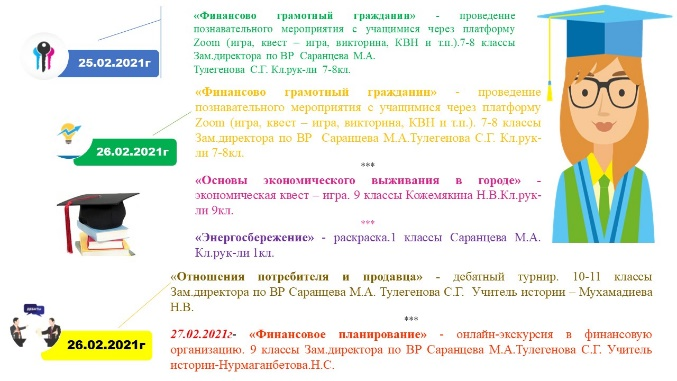 «Финансово грамотный гражданин» - проведение
познавательного мероприятия с учащимися через платформу
Zoom (игра, квест – игра, викторина, КВН и т.п.).7-8 классы
Зам.директора по ВР Саранцева М.А.
Тулегенова С.Г. Кл.рук-ли 7-8кл.
25.02.2021г
«Финансово грамотный гражданин» - проведение
познавательного мероприятия с учащимися через платформу
Zoom (игра, квест – игра, викторина, КВН и т.п.). 7-8 классы
Зам.директора по ВР Саранцева М.А.Тулегенова С.Г. Кл.рук-
ли 7-8кл.
26.02.2021г
***
«Основы экономического выживания в городе» -
экономическая квест – игра. 9 классы Кожемякина Н.В.Кл.рук-
ли 9кл.
***
«Энергосбережение» - раскраска.1 классы Саранцева М.А.
Кл.рук-ли 1кл.
«Отношения потребителя и продавца» - дебатный турнир. 10-11 классы
Зам.директора по ВР Саранцева М.А. Тулегенова С.Г. Учитель истории – Мухамадиева
Н.В.
***
26.02.2021г
27.02.2021г- «Финансовое планирование» - онлайн-экскурсия в финансовую
организацию. 9 классы Зам.директора по ВР Саранцева М.А.Тулегенова С.Г. Учитель
истории-Нурмаганбетова.Н.С.